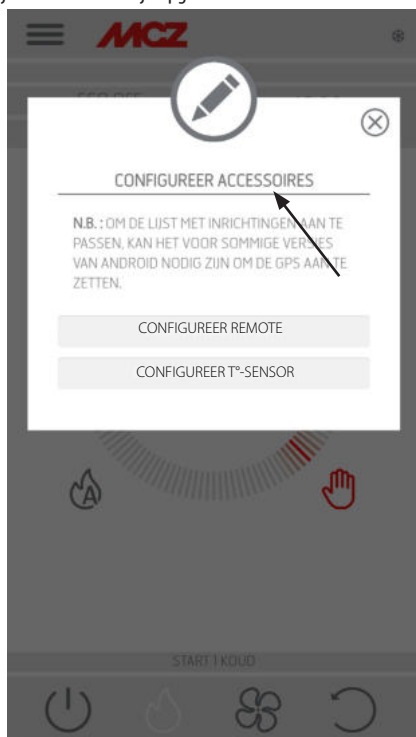 MCZ
CONFIGUREER ACCESSOIRES
N.B. : OM DE LIJST MET INRICHTINGEN AAN TE
PASSEN, KAN HET VOOR SOMMIGE VERSIES
VAN ANDROID NODIG ZIJN OM DE GPS AAN TE
ZETTEN.
CONFIGUREER REMOTE
CONFIGUREER T°-SENSOR
A
START 1 KOUD